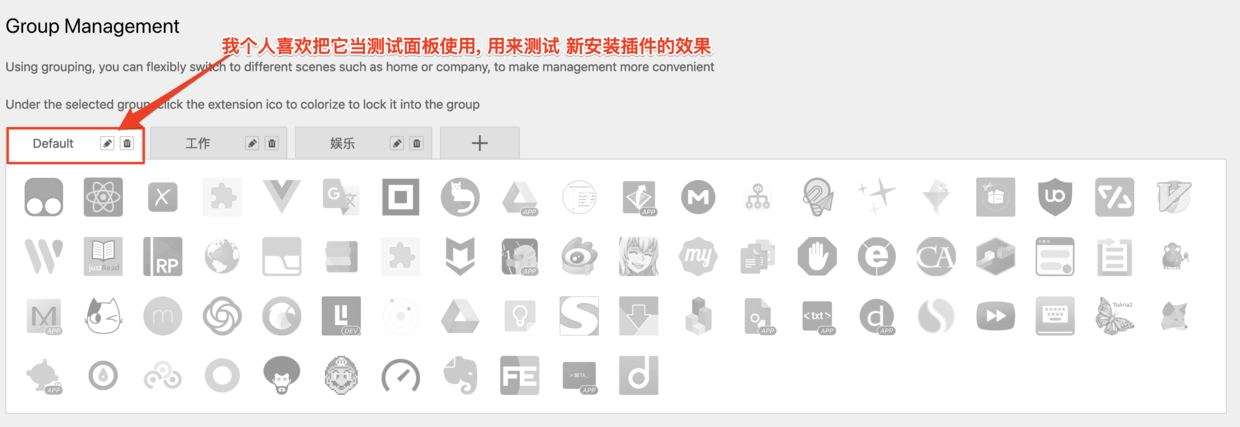 Group Management
我个人喜欢把它当测试面板使用, 用来测试 新安装插件的效果
Using grouping, you can flexibly switch to different scenes such as home or company, to make management more convenient
Under the selected group, click the extension ico to colorize to lock it into the group
Default
工作
娱乐
APP
APP
UO
justRead
RP
APP
my
e
CA
M
APP
m
L
DEV
APP
<txt>
APP
d
APP
ToAria2
APP
FE
APP
d